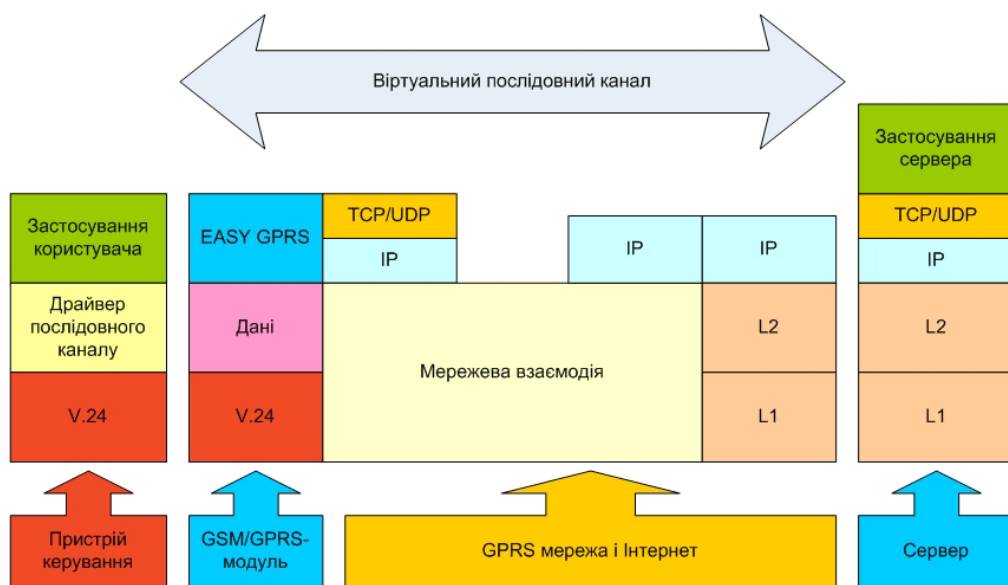 Віртуальний послідовний канал
Застосування
сервера
TCP/UDP
IP
L2
L1
Застосування
користувача
Драйвер
послідовного
каналу
V.24
EASY GPRS
Дані
V.24
TCP/UDP
IP
Мережева взаємодія
IP
IP
L2
L1
Пристрій
керування
GSM/GPRS-
модуль
GPRS мережа і Інтернет
Сервер